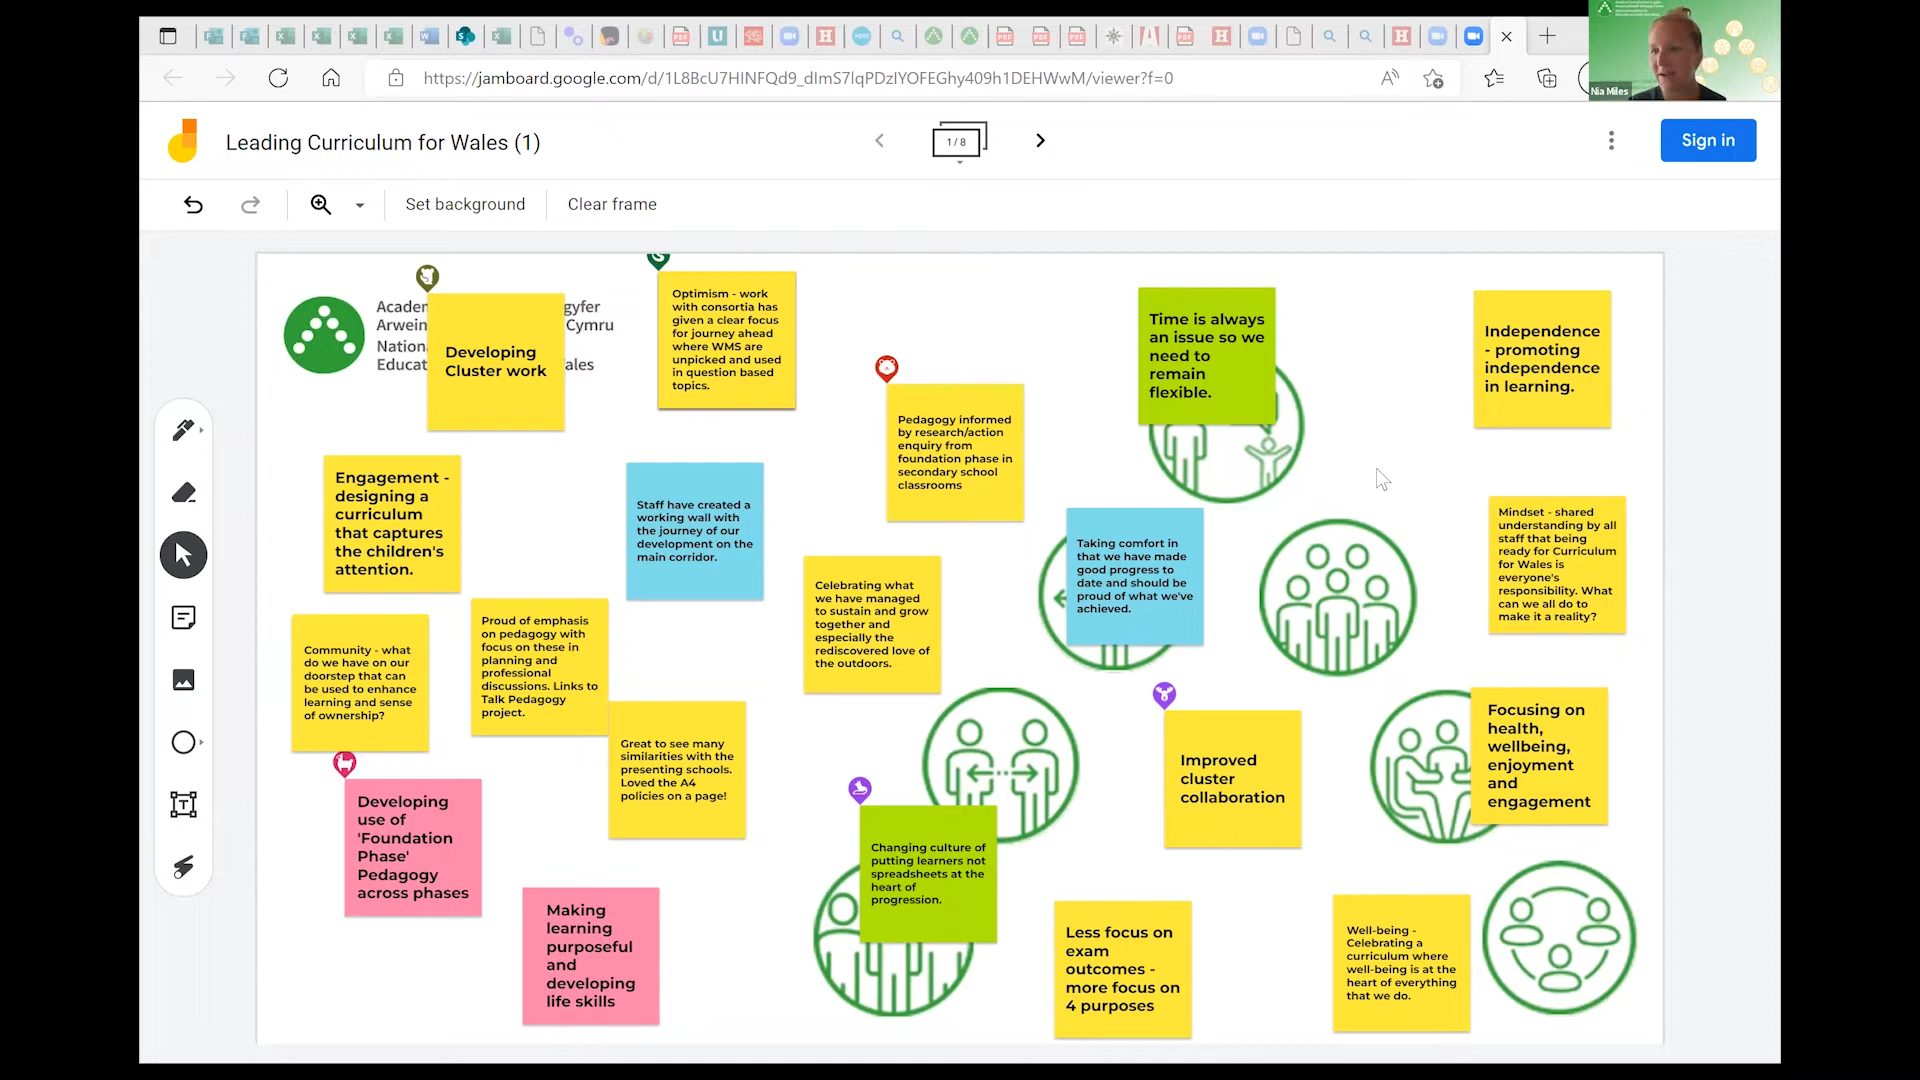 https://jamboard.google.com/d/1L8BcU7HlNFQd9_dImS7lqPDzIYOFEGhy409h1DEHWwM/viewer?f=0
Nia Miles
Leading Curriculum for Wales (1)
1 / 8
Sign in
Set background
Clear frame
Developing
Cluster work
Optimism - work
with consortia has
given a clear focus
for journey ahead
where WMS are
unpicked and used
in question based
topics.
Pedagogy informed
by research/action
enquiry from
foundation phase in
secondary school
classrooms
Time is always
an issue so we
need to
remain
flexible.
Independence
- promoting
independence
in learning.
Engagement -
designing a
curriculum
that captures
the children's
attention.
Staff have created a
working wall with
the journey of our
development on the
main corridor.
Taking comfort in
that we have made
good progress to
date and should be
proud of what we've
achieved.
Mindset - shared
understanding by all
staff that being
ready for Curriculum
for Wales is
everyone's
responsibility. What
can we all do to
make it a reality?
Community - what
do we have on our
doorstep that can
be used to enhance
learning and sense
of ownership?
Proud of emphasis
on pedagogy with
focus on these in
planning and
professional
discussions. Links to
Talk Pedagogy
project.
Celebrating what
we have managed
to sustain and grow
together and
especially the
rediscovered love of
the outdoors.
Great to see many
similarities with the
presenting schools.
Loved the A4
policies on a page!
Improved
cluster
collaboration
Focusing on
health,
wellbeing,
enjoyment
and
engagement
Developing
use of
'Foundation
Phase'
Pedagogy
across phases
Changing culture of
putting learners not
spreadsheets at the
heart of
progression.
Making
learning
purposeful
and
developing
life skills
Less focus on
exam
outcomes -
more focus on
4 purposes
Well-being -
Celebrating a
curriculum where
well-being is at the
heart of everything
that we do.